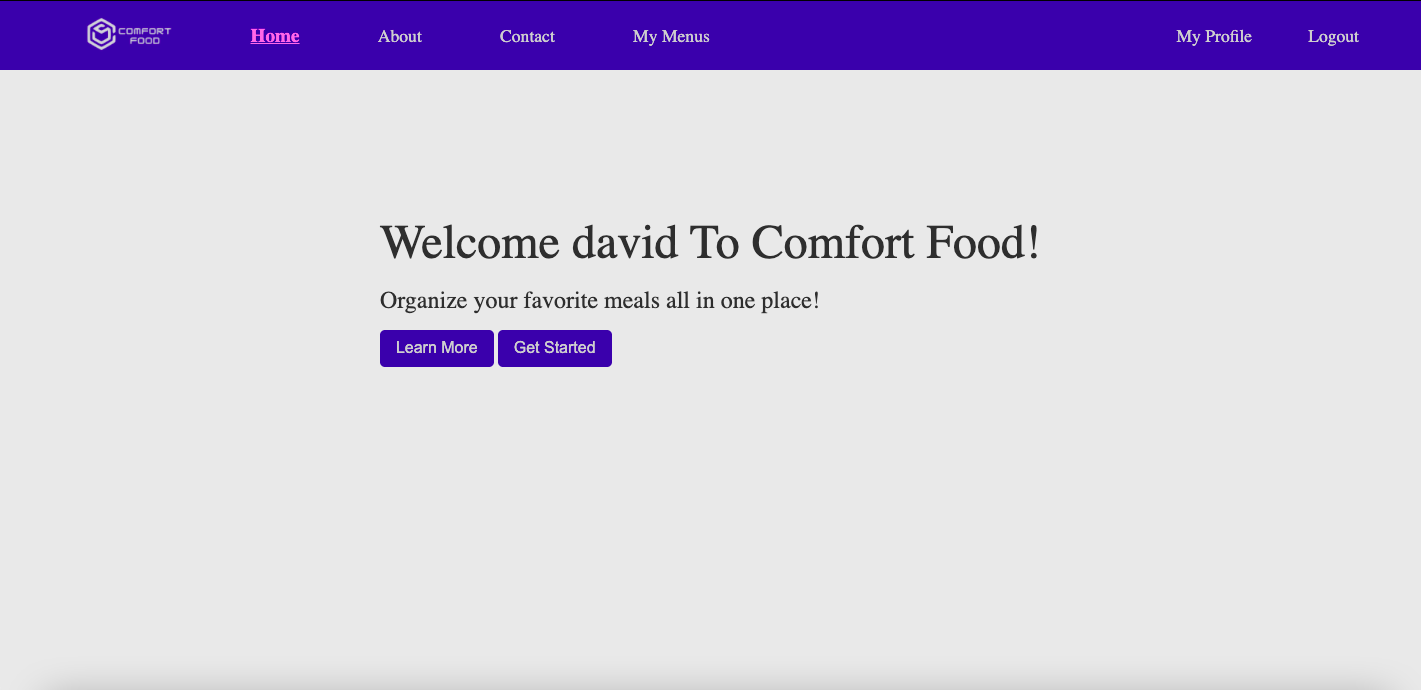 COMFORT
FOOD
Home About Contact My Menus My Profile Logout
Welcome david To Comfort Food!
Organize your favorite meals all in one place!
Learn More Get Started